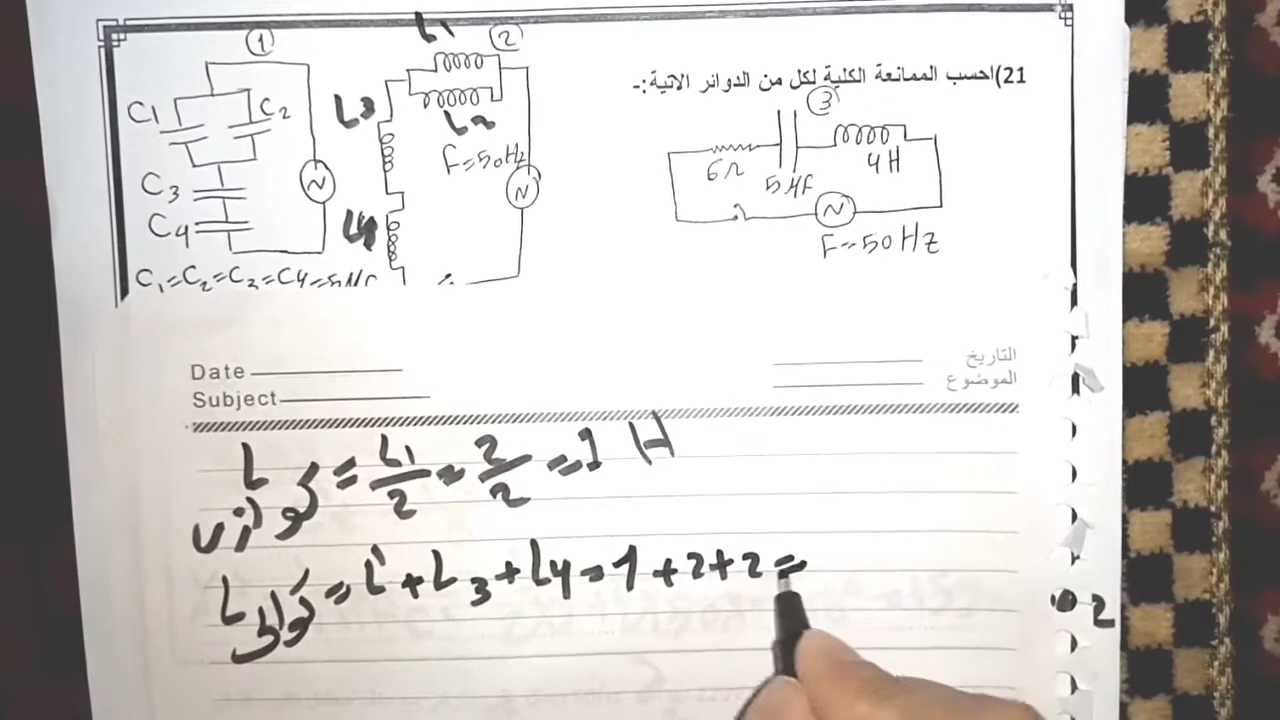 21)احسب الممانعة الكلية لكل من الدوائر الاتية:-
①
C1
C2
C3
C4
C1=C2=C3=C4=5μF
②
L1
L2
L3
L4
F=50Hz
③
6Ω
5μF
4H
F=50Hz
Date
التاريخ
Subject
الموضوع
L توازي = L1/2 = 2/2 = 1 H
L توالي = L' + L3 + L4 = 1 + 2 + 2 =
2